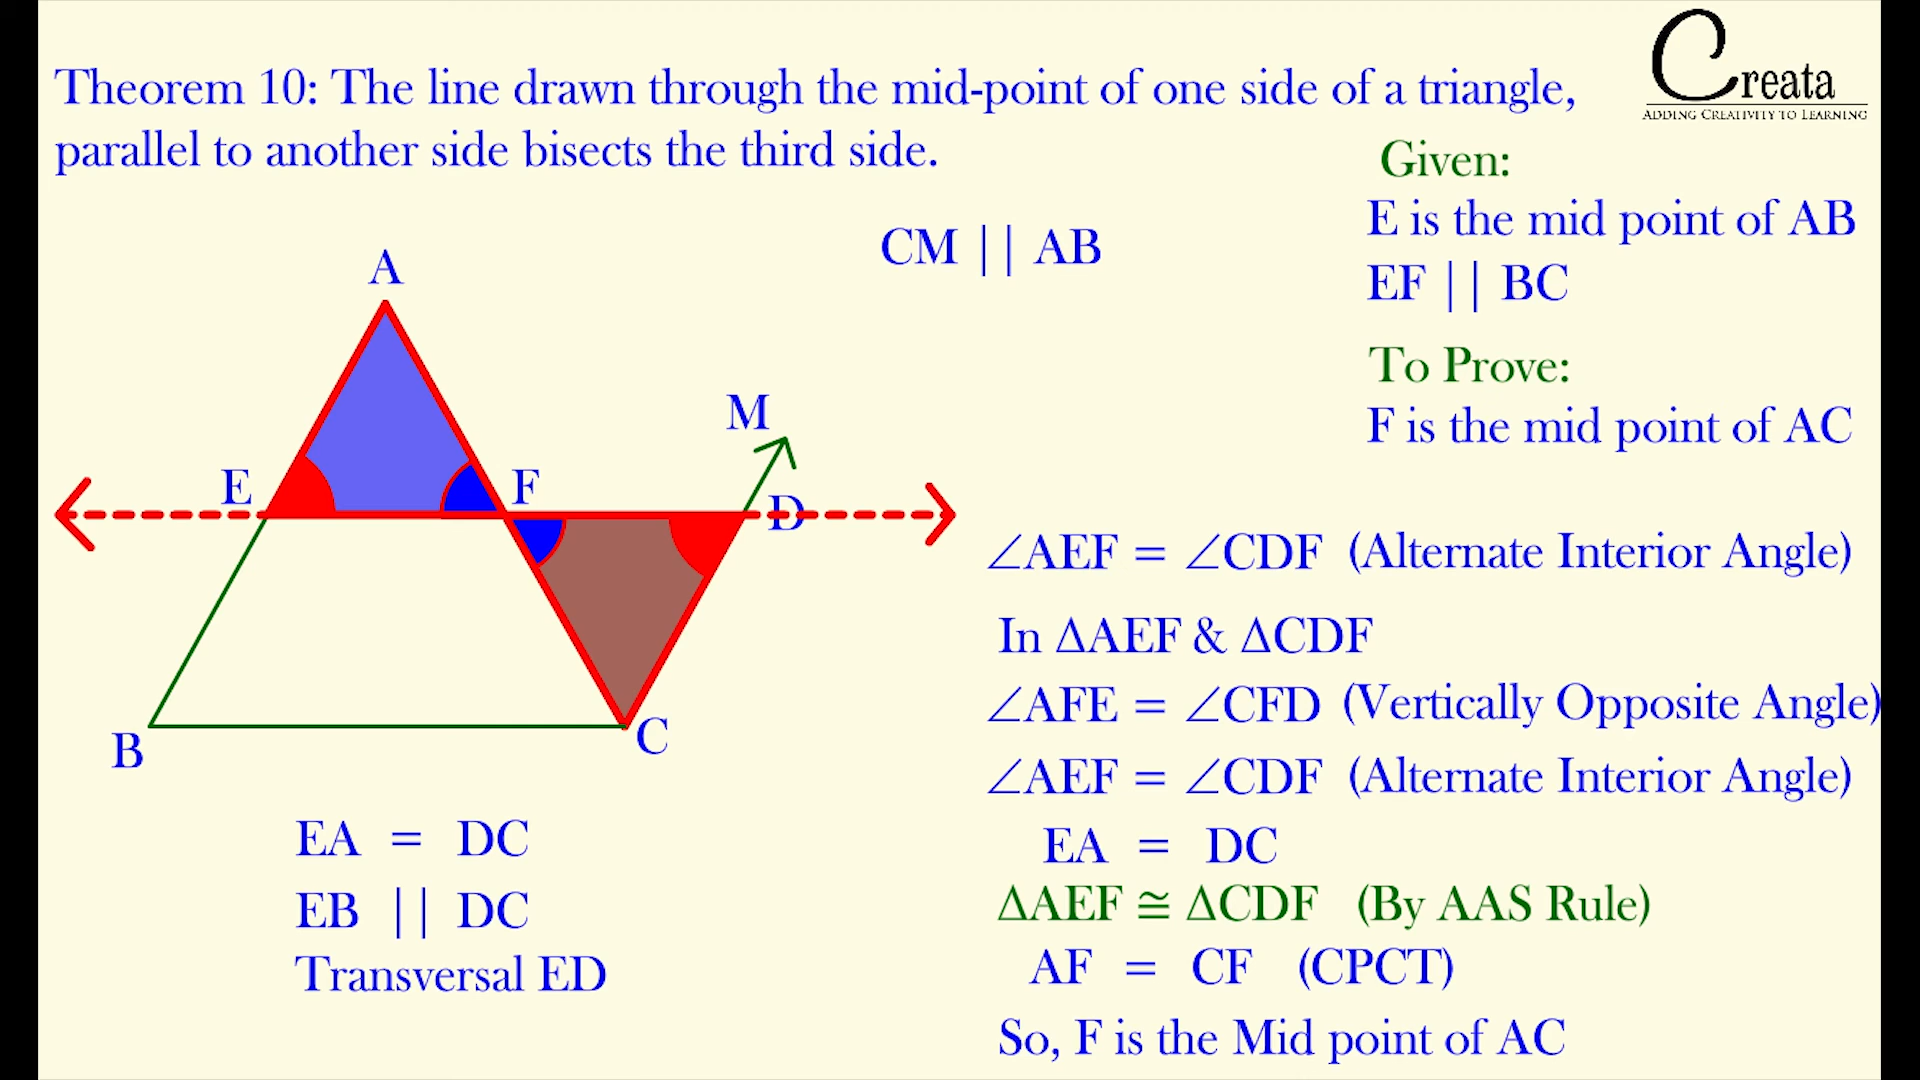 Creata
ADDING CREATIVITY TO LEARNING
Theorem 10: The line drawn through the mid-point of one side of a triangle,
parallel to another side bisects the third side.
Given:
E is the mid point of AB
EF || BC
To Prove:
F is the mid point of AC
CM || AB
A
M
E
F
D
B
C
EA = DC
EB || DC
Transversal ED
∠AEF = ∠CDF (Alternate Interior Angle)
In ΔAEF & ΔCDF
∠AFE = ∠CFD (Vertically Opposite Angle)
∠AEF = ∠CDF (Alternate Interior Angle)
EA = DC
ΔAEF ≅ ΔCDF (By AAS Rule)
AF = CF (CPCT)
So, F is the Mid point of AC